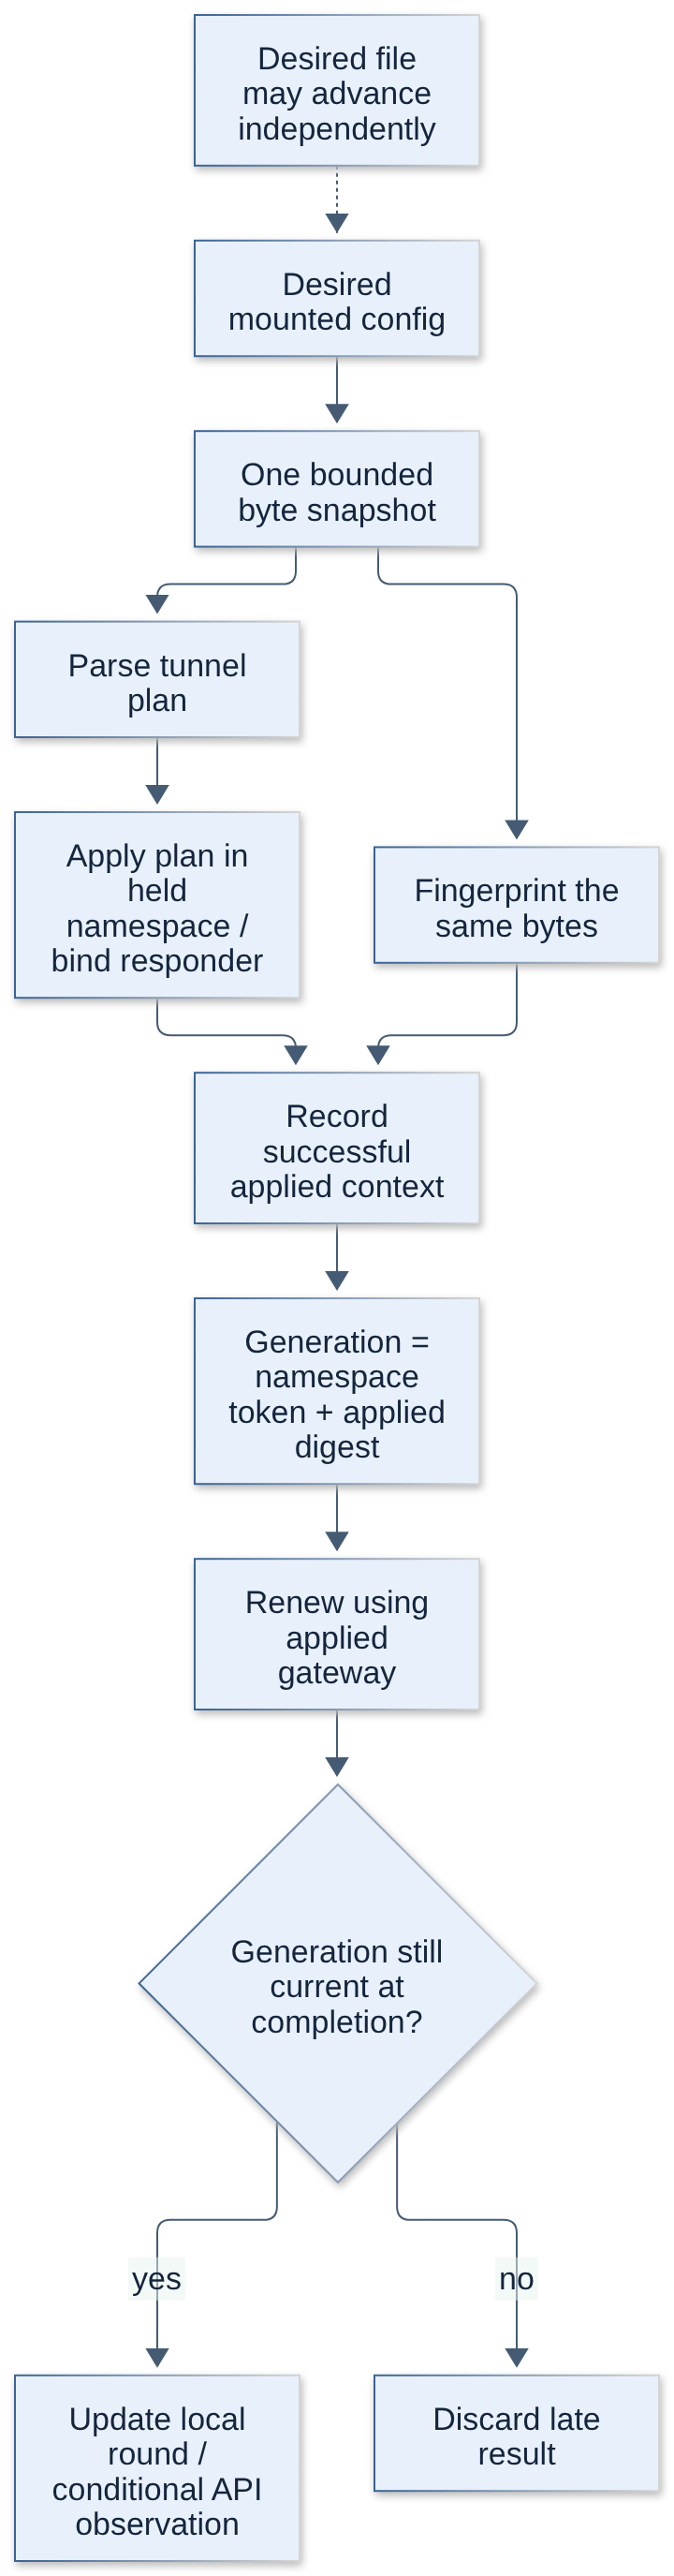 Desired file
may advance
independently
Desired
mounted config
One bounded
byte snapshot
Parse tunnel
plan
Apply plan in
held
namespace /
bind responder
Fingerprint the
same bytes
Record
successful
applied context
Generation =
namespace
token + applied
digest
Renew using
applied
gateway
Generation still
current at
completion?
yes
no
Update local
round /
conditional API
observation
Discard late
result